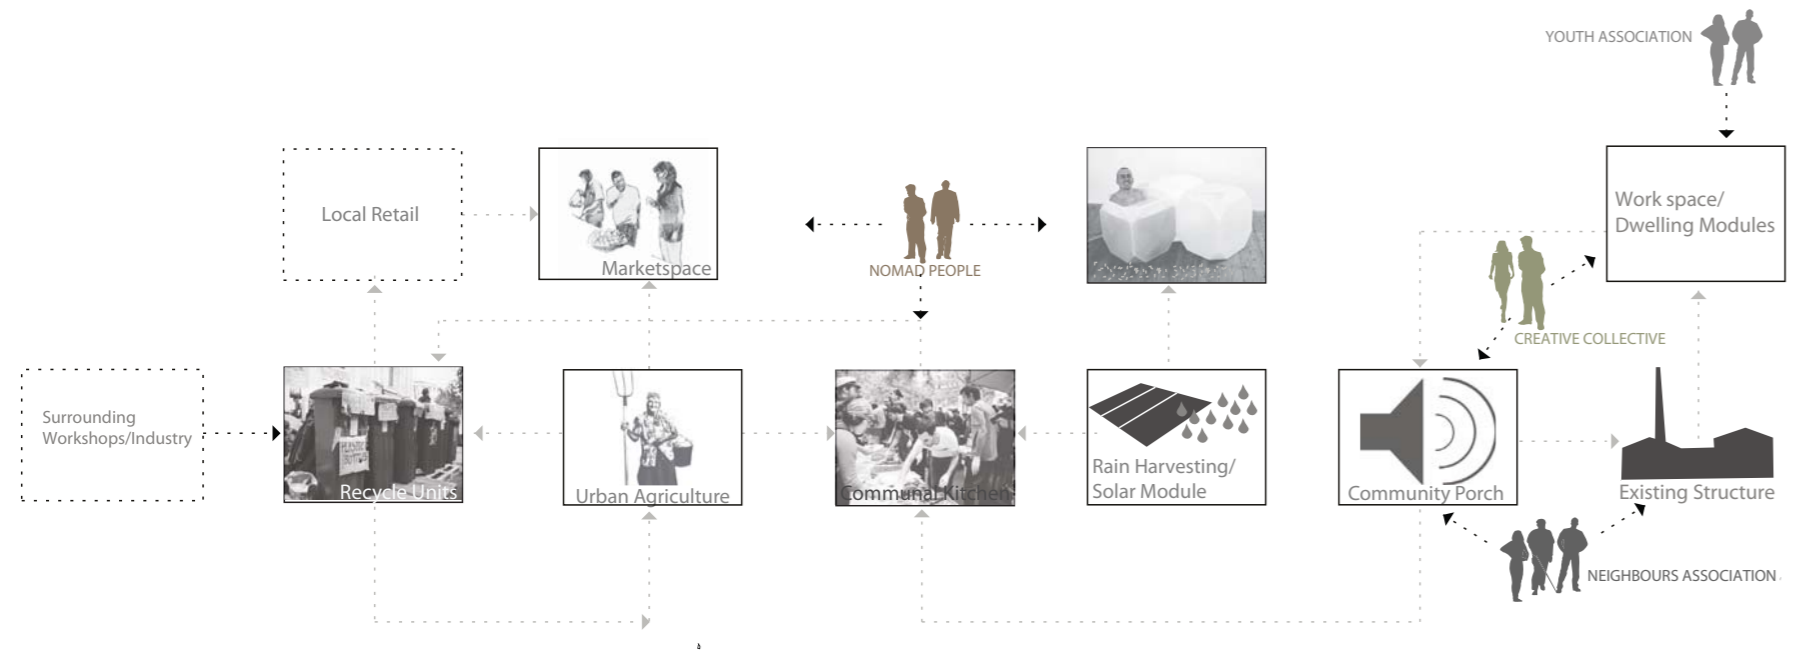 YOUTH ASSOCIATION
Local Retail
Marketspace
NOMAD PEOPLE
Work space/
Dwelling Modules
CREATIVE COLLECTIVE
Surrounding
Workshops/Industry
Recycle Units
Urban Agriculture
Communal Kitchen
Rain Harvesting/
Solar Module
Community Porch
Existing Structure
NEIGHBOURS ASSOCIATION